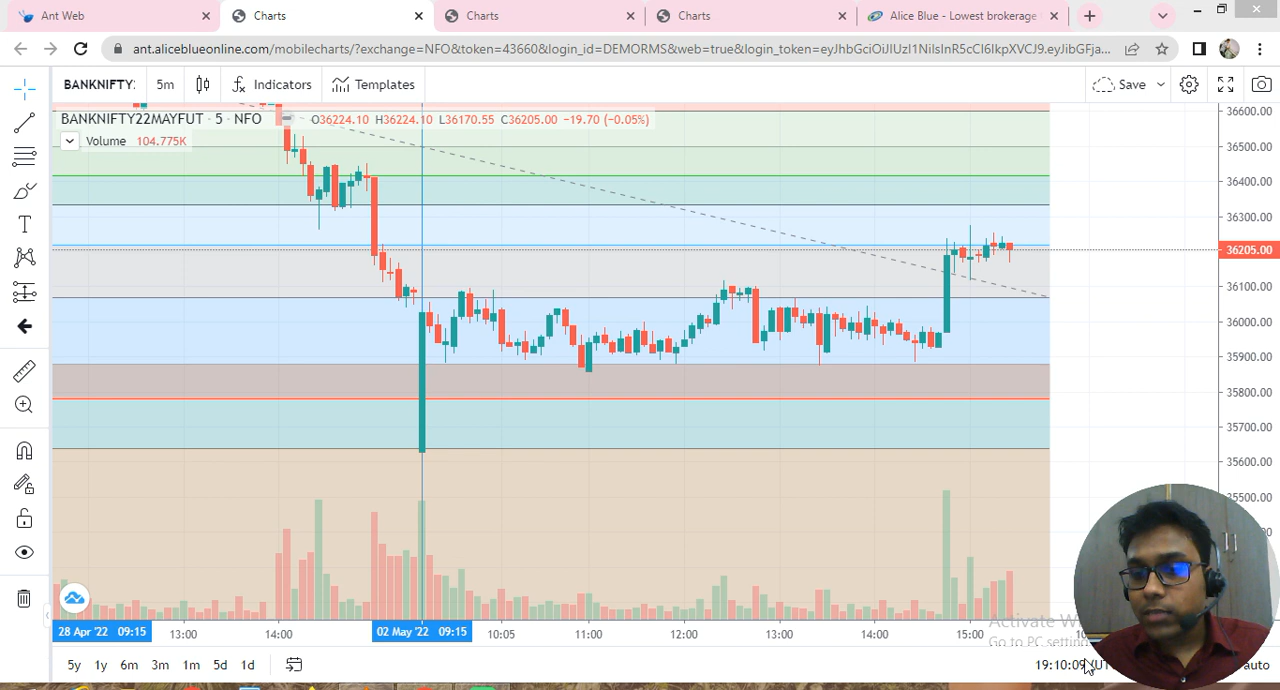 Ant Web
Charts
Charts
Charts
Alice Blue - Lowest brokerage
ant.aliceblueonline.com/mobilecharts/?exchange=NFO&token=43660&login_id=DEMORMS&web=true&login_token=
BANKNIFTY:
5m
Indicators
Templates
Save
BANKNIFTY22MAYFUT · 5 · NFO O36224.10 H36224.10 L36170.55 C36205.00 −19.70 (−0.05%)
Volume 104.775K
36600.00
36500.00
36400.00
36300.00
36205.00
36100.00
36000.00
35900.00
35800.00
35700.00
35600.00
35500.00
Activate
Go to PC setting
28 Apr '22 09:15
13:00
14:00
02 May '22 09:15
10:05
11:00
12:00
13:00
14:00
15:00
5y 1y 6m 3m 1m 5d 1d
19:10:09
auto